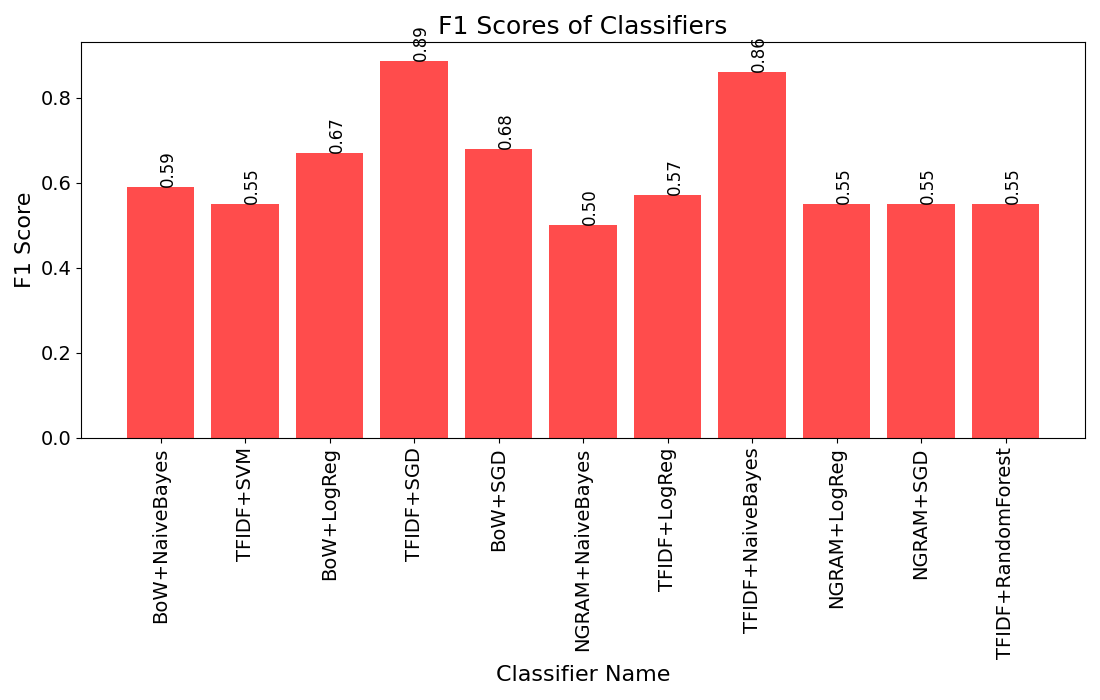 F1 Scores of Classifiers
F1 Score
0.8
0.6
0.4
0.2
0.0
0.59
0.55
0.67
0.89
0.68
0.50
0.57
0.86
0.55
0.55
0.55
BoW+NaiveBayes
TFIDF+SVM
BoW+LogReg
TFIDF+SGD
BoW+SGD
NGRAM+NaiveBayes
TFIDF+LogReg
TFIDF+NaiveBayes
NGRAM+LogReg
NGRAM+SGD
TFIDF+RandomForest
Classifier Name